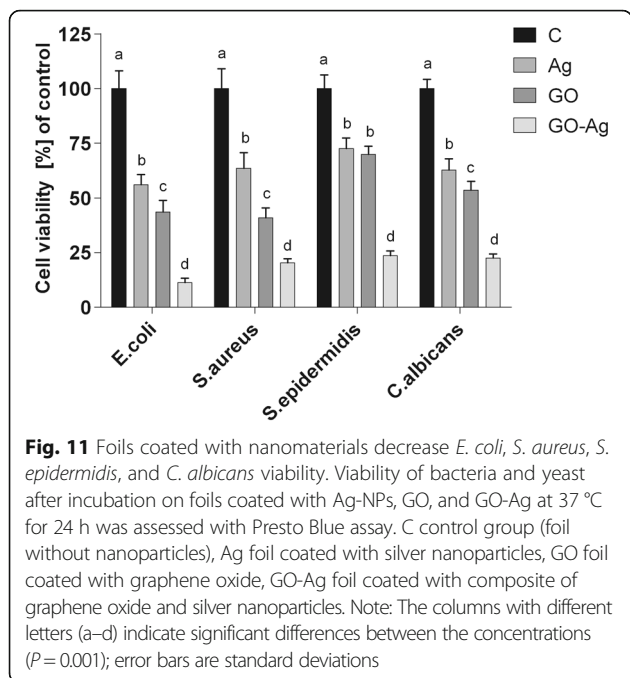 125
100
75
50
25
0
Cell viability [%] of control
a
b
c
d
a
b
c
d
a
b
b
d
a
b
c
d
C
Ag
GO
GO-Ag
E.coli
S.aureus
S.epidermidis
C.albicans
Fig. 11 Foils coated with nanomaterials decrease E. coli, S. aureus, S.
epidermidis, and C. albicans viability. Viability of bacteria and yeast
after incubation on foils coated with Ag-NPs, GO, and GO-Ag at 37 °C
for 24 h was assessed with Presto Blue assay. C control group (foil
without nanoparticles), Ag foil coated with silver nanoparticles, GO foil
coated with graphene oxide, GO-Ag foil coated with composite of
graphene oxide and silver nanoparticles. Note: The columns with different
letters (a–d) indicate significant differences between the concentrations
(P = 0.001); error bars are standard deviations